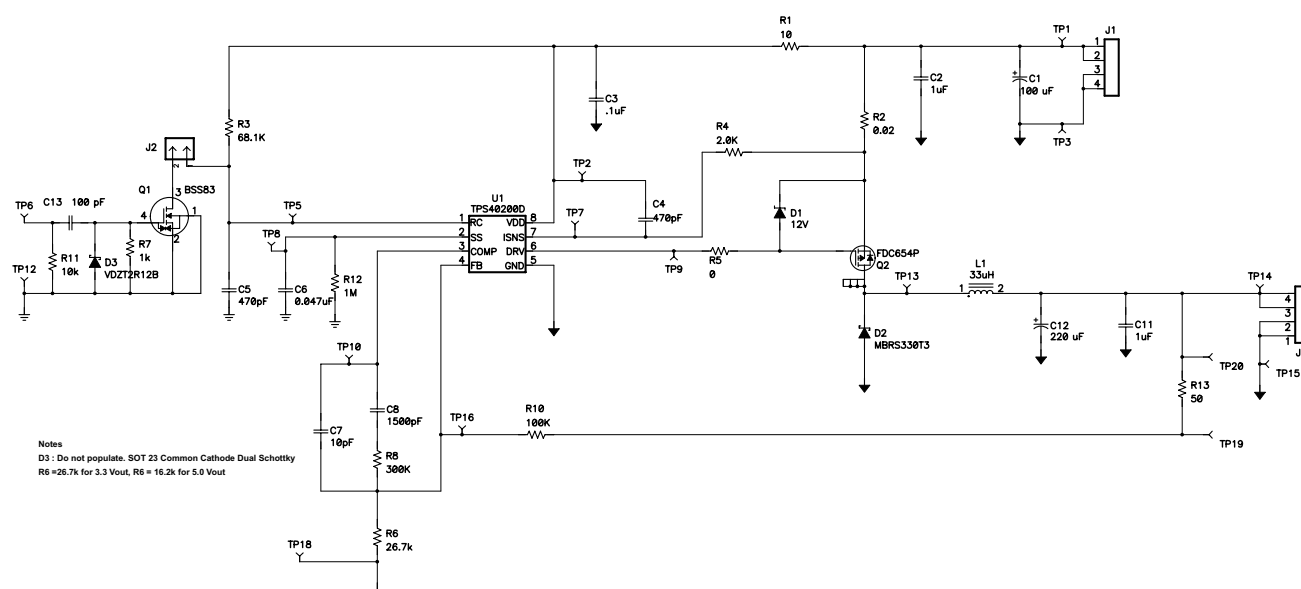 R1
10
TP1
J1
1
2
3
4
C2
1uF
C1
100 uF
C3
.1uF
R3
68.1K
R2
0.02
R4
2.0K
TP3
J2
2
TP2
C13 100 pF
Q1
BSS83
3
1
4
2
TP6
U1
TPS40200D
TP5
TP7
C4
470pF
D1
12V
1 RC VDD 8
2 SS ISNS 7
3 COMP DRV 6
4 FB GND 5
TP8
R7
1k
R11
10k
D3
VDZT2R12B
TP12
TP9
R5
0
FDC654P
Q2
C5
470pF
C6
0.047uF
R12
1M
TP13
L1
33uH
1
2
TP14
4
3
2
1
J
D2
MBRS330T3
C12
220 uF
C11
1uF
TP10
TP20
TP15
R13
50
C8
1500pF
C7
10pF
TP16
R10
100K
TP19
R8
300K
Notes
D3 : Do not populate. SOT 23 Common Cathode Dual Schottky
R6 =26.7k for 3.3 Vout, R6 = 16.2k for 5.0 Vout
R6
26.7k
TP18